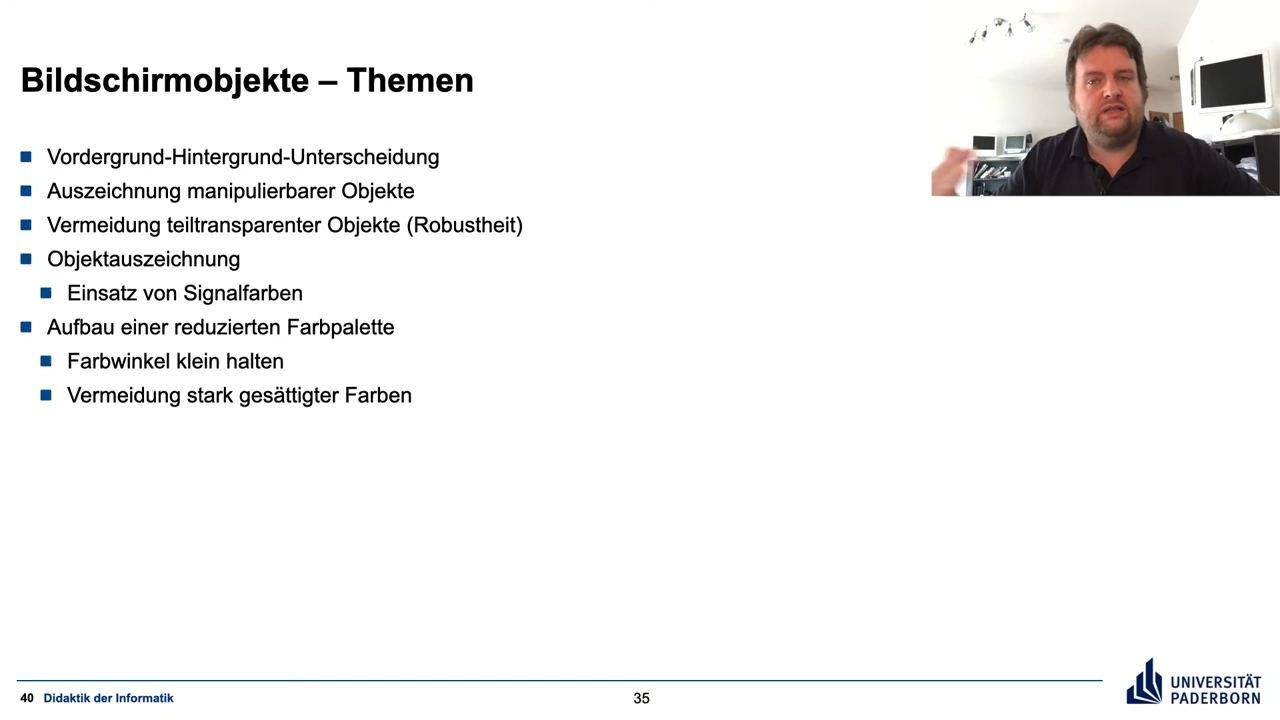 Bildschirmobjekte – Themen
Vordergrund-Hintergrund-Unterscheidung
Auszeichnung manipulierbarer Objekte
Vermeidung teiltransparenter Objekte (Robustheit)
Objektauszeichnung
Einsatz von Signalfarben
Aufbau einer reduzierten Farbpalette
Farbwinkel klein halten
Vermeidung stark gesättigter Farben
40 Didaktik der Informatik
35
UNIVERSITÄT
PADERBORN